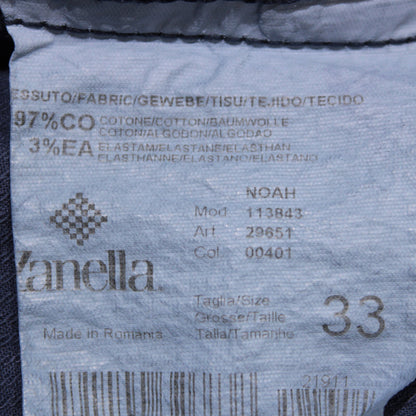 ESSUTO/FABRIC/GEWEBE/TISU/TEJIDO/TECIDO
97%CO COTONE/COTTON/BAUMWOLLE
COTON/ALGODON/ALGODAO
3%EA ELASTAM/ELASTANE/ELASTHAN
ELASTHANNE/ELASTANO/ELASTANO
NOAH
Mod 113843
Art 29651
Col 00401
Zanella.
Taglia/Size
Grosse/Taille
Talla/Tamanho
33
Made in Romania
21911